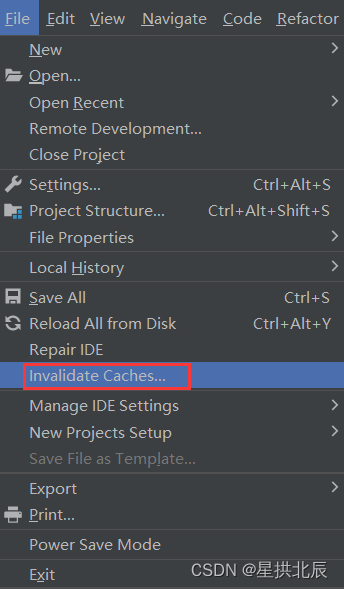 File Edit View Navigate Code Refactor
New
Open...
Open Recent
Remote Development...
Close Project
Settings... Ctrl+Alt+S
Project Structure... Ctrl+Alt+Shift+S
File Properties
Local History
Save All Ctrl+S
Reload All from Disk Ctrl+Alt+Y
Repair IDE
Invalidate Caches...
Manage IDE Settings
New Projects Setup
Save File as Template...
Export
Print...
Power Save Mode
Exit
CSDN @星拱北辰